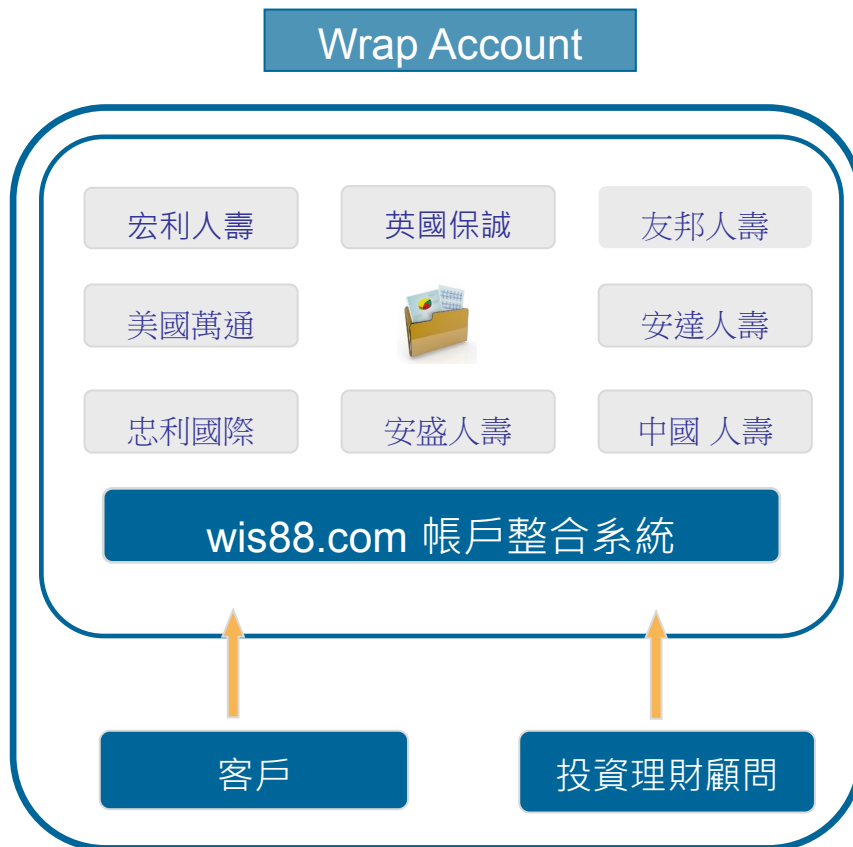 Wrap Account
宏利人壽
英國保誠
友邦人壽
美國萬通
安達人壽
忠利國際
安盛人壽
中國 人壽
wis88.com 帳戶整合系統
客戶
投資理財顧問